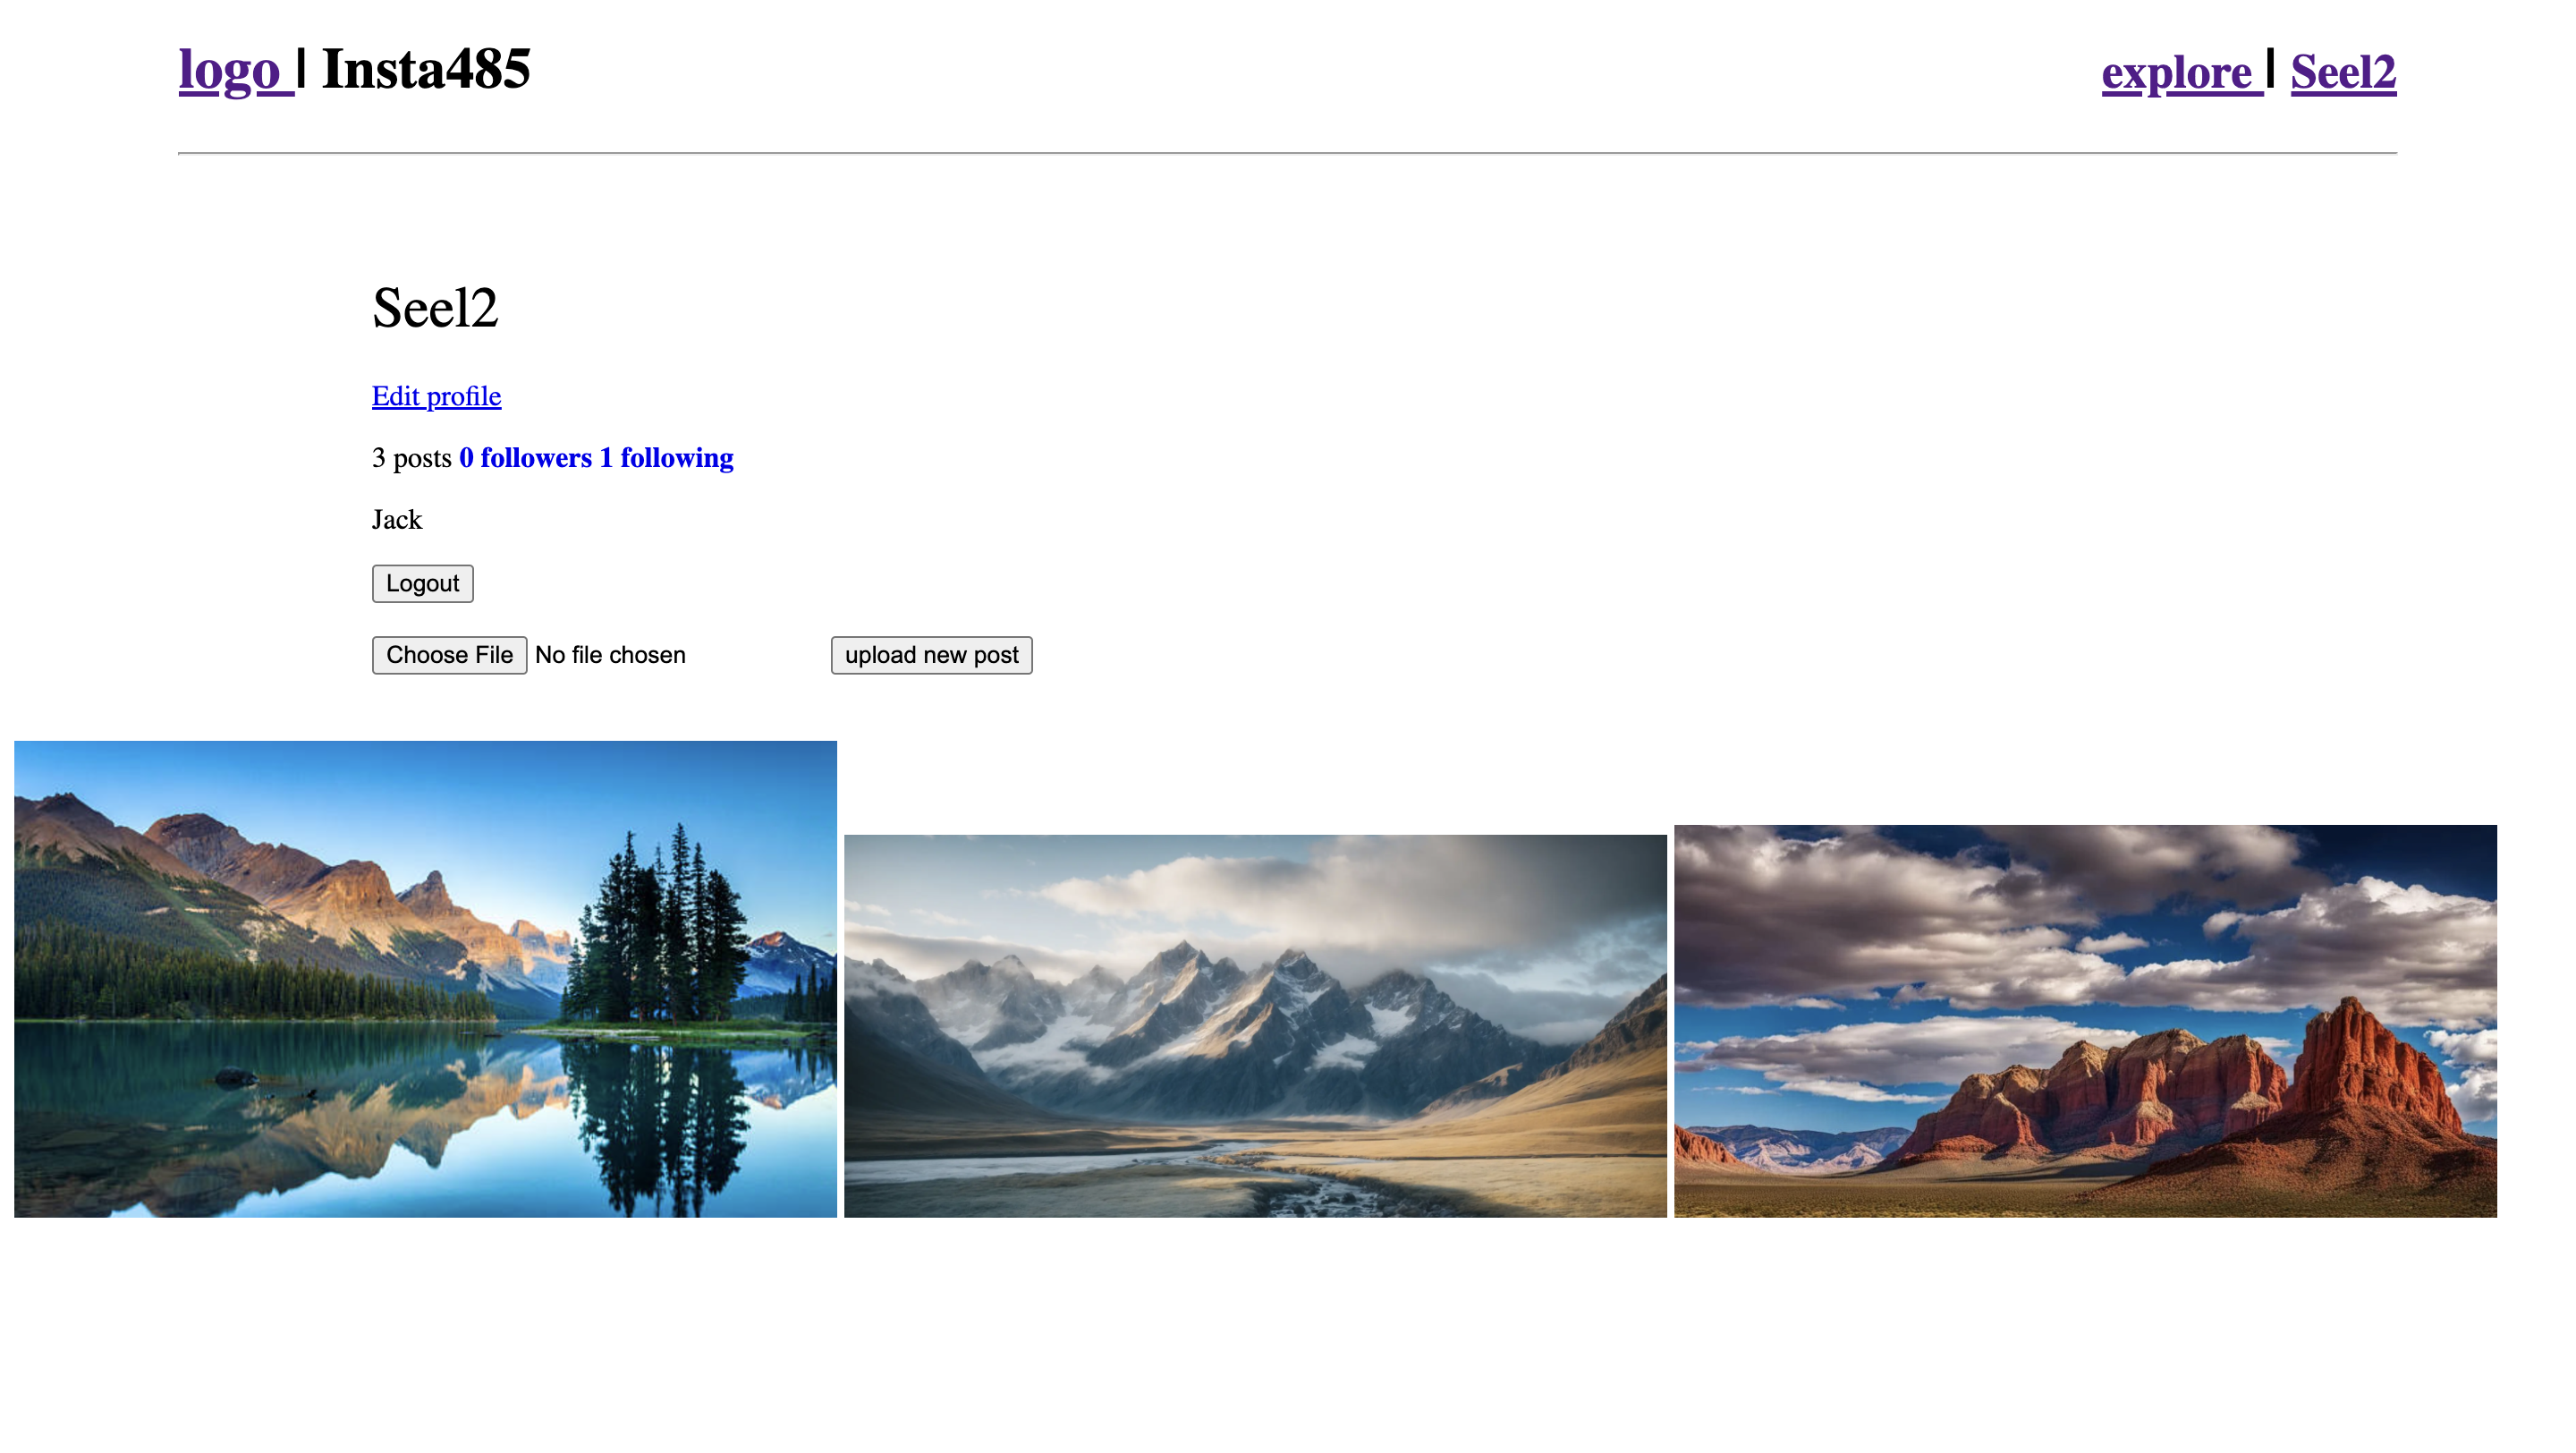 logo | Insta485
explore | Seel2
Seel2
Edit profile
3 posts 0 followers 1 following
Jack
Logout
Choose File No file chosen upload new post